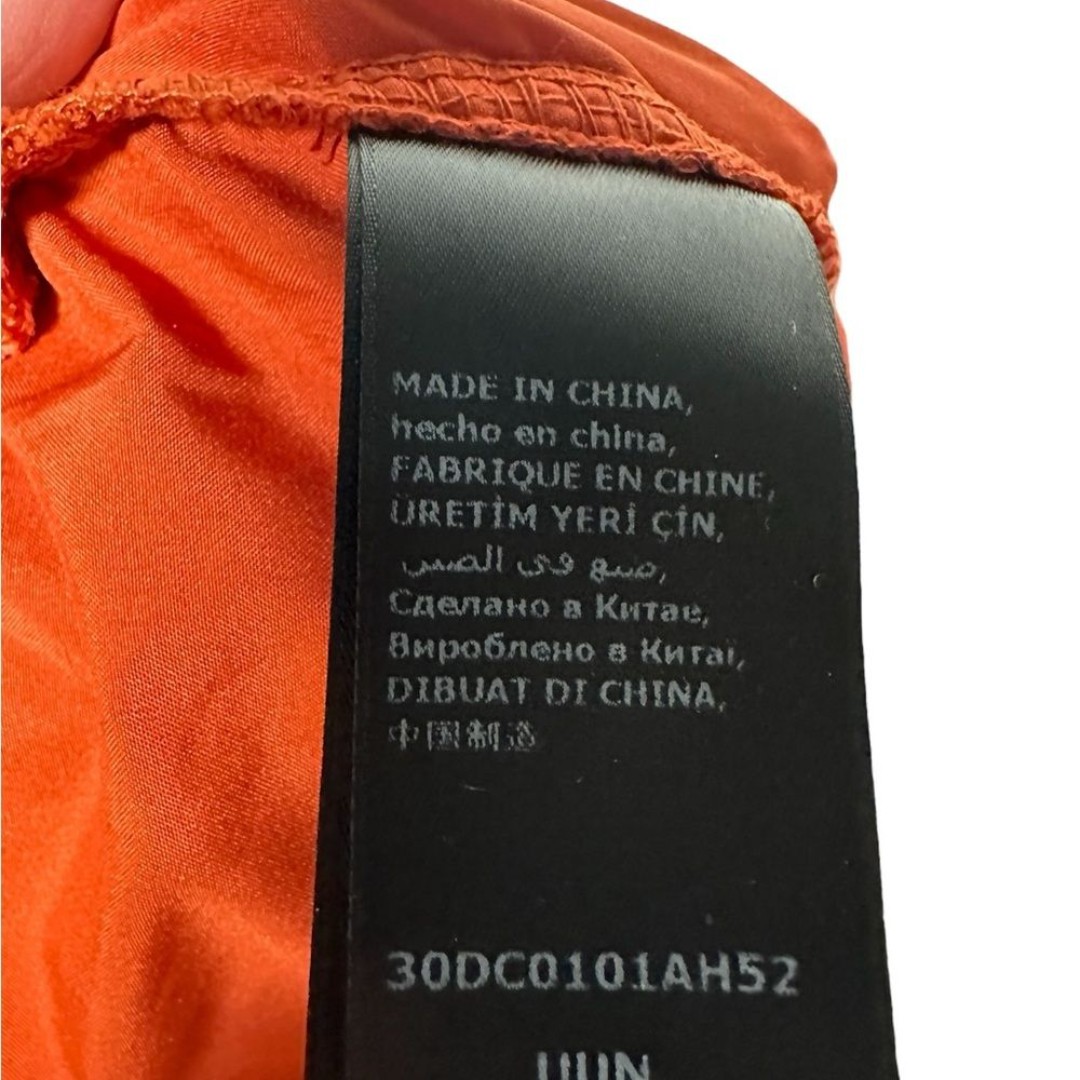 MADE IN CHINA,
hecho en china,
FABRIQUE EN CHINE,
ÜRETİM YERİ ÇİN,
صنع في الصين,
Сделано в Китае,
Вироблено в Китаї,
DIBUAT DI CHINA,
中国制造
30DC0101AH52